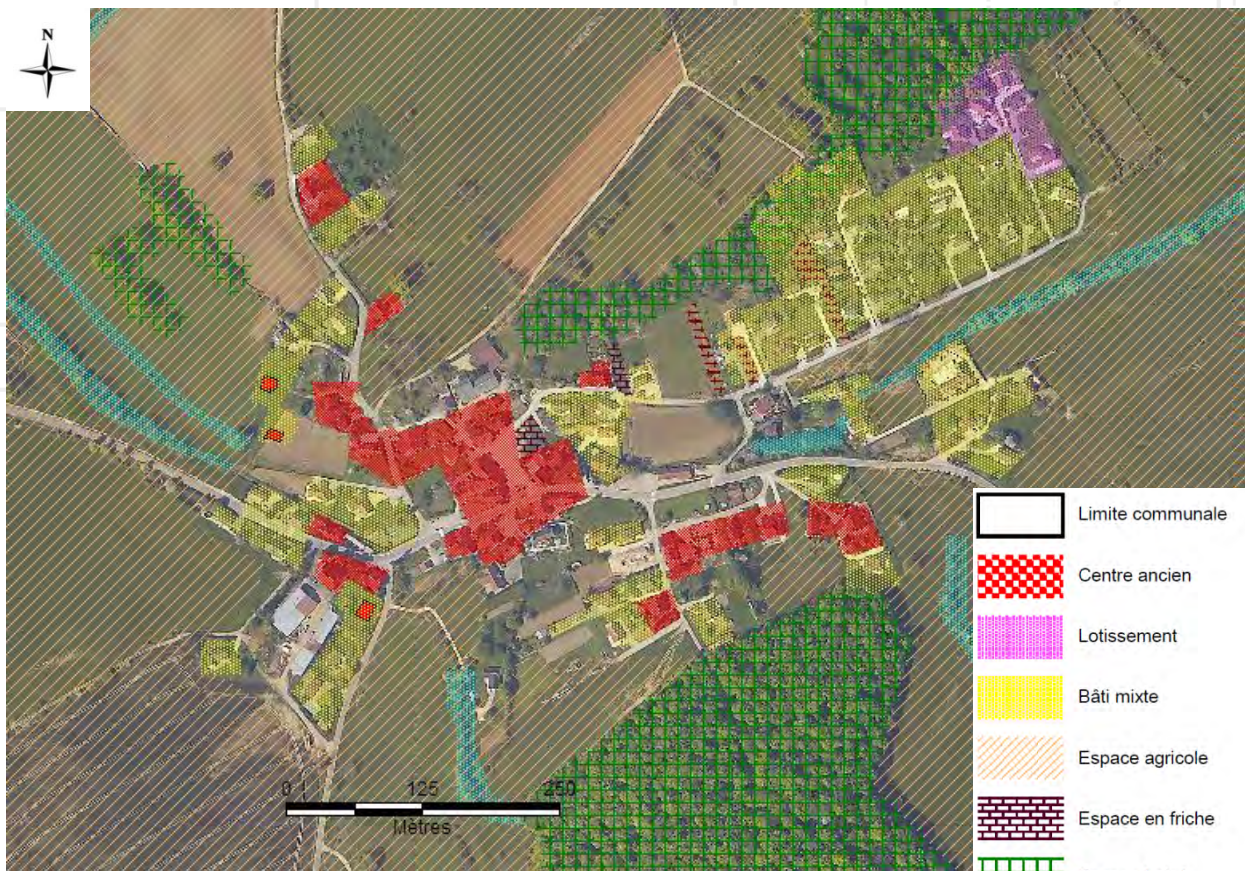 N
Limite communale
Centre ancien
Lotissement
Bâti mixte
Espace agricole
Espace en friche
0 125 250
Mètres